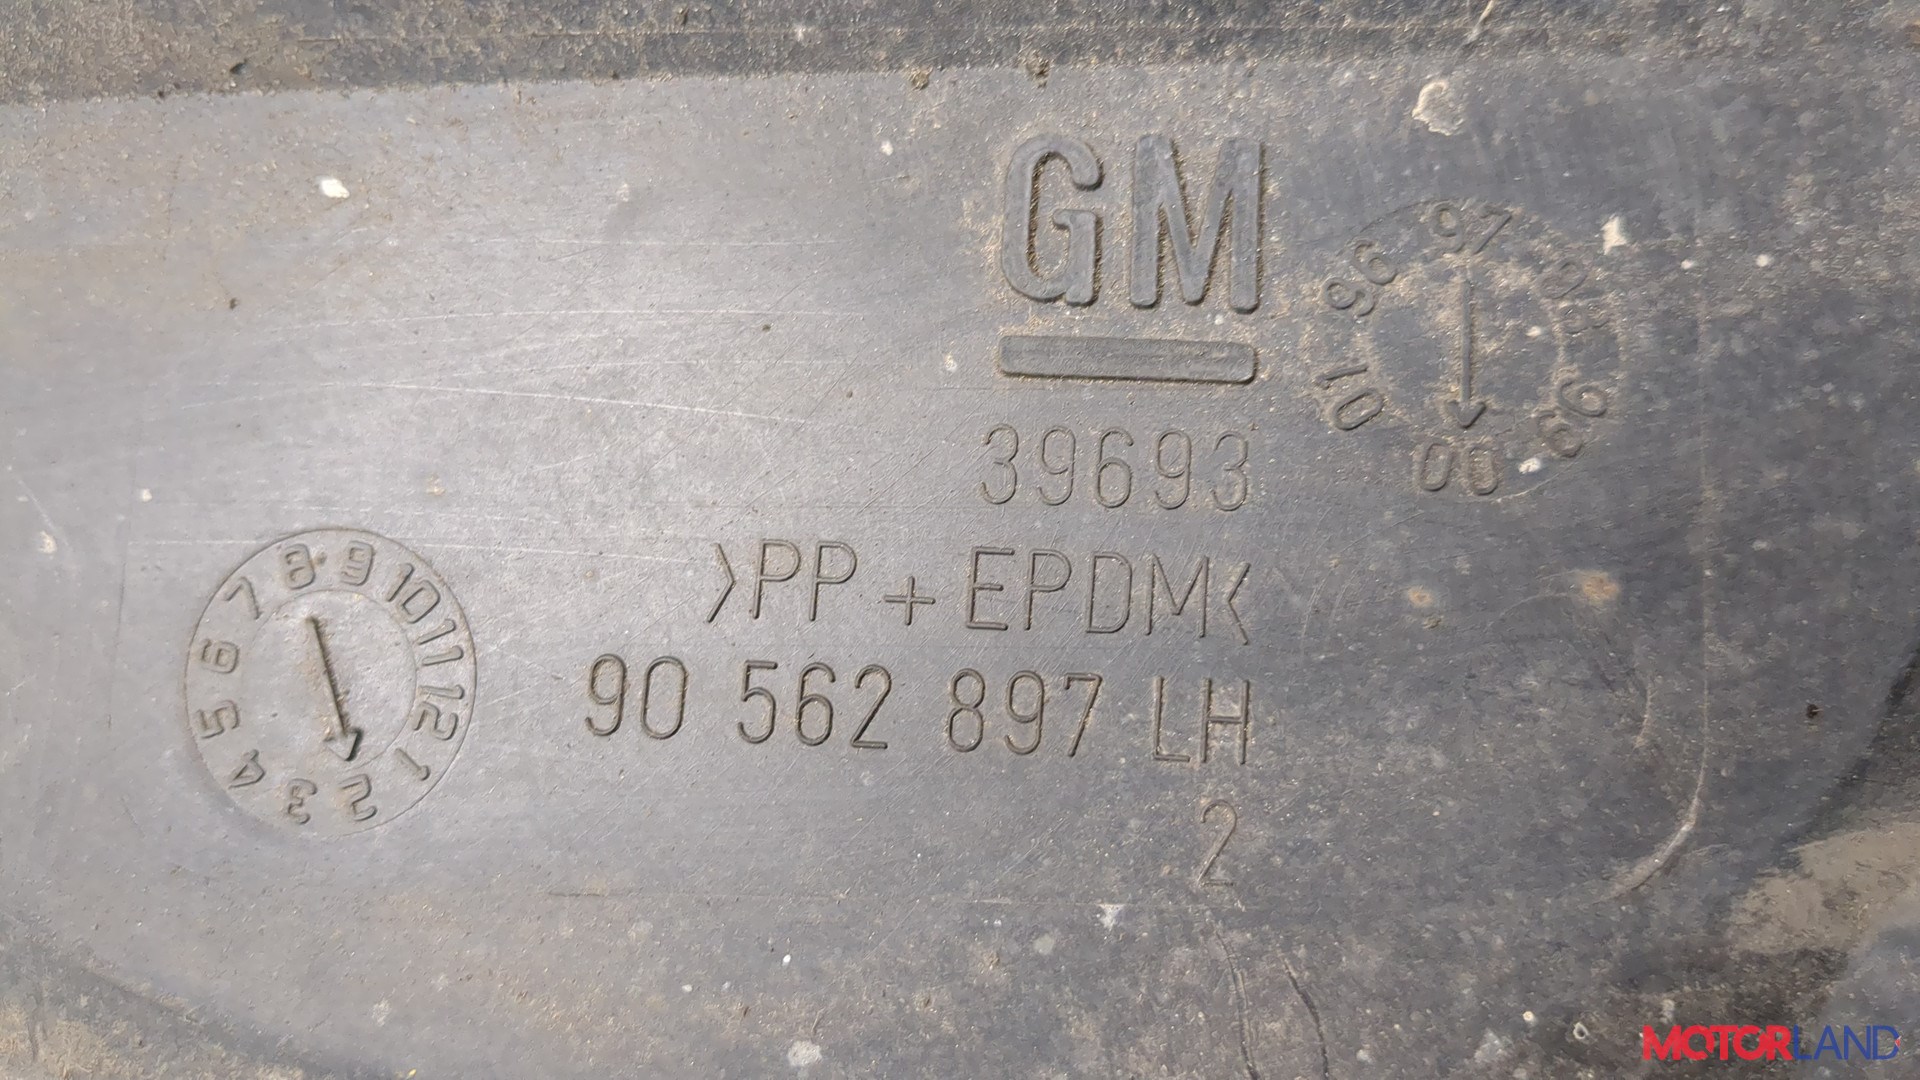 GM
39693
>PP + EPDM<
90 562 897 LH
2
96 97 98 99 00 01
1 2 3 4 5 6 7 8 9 10 11 12
MOTORLAND